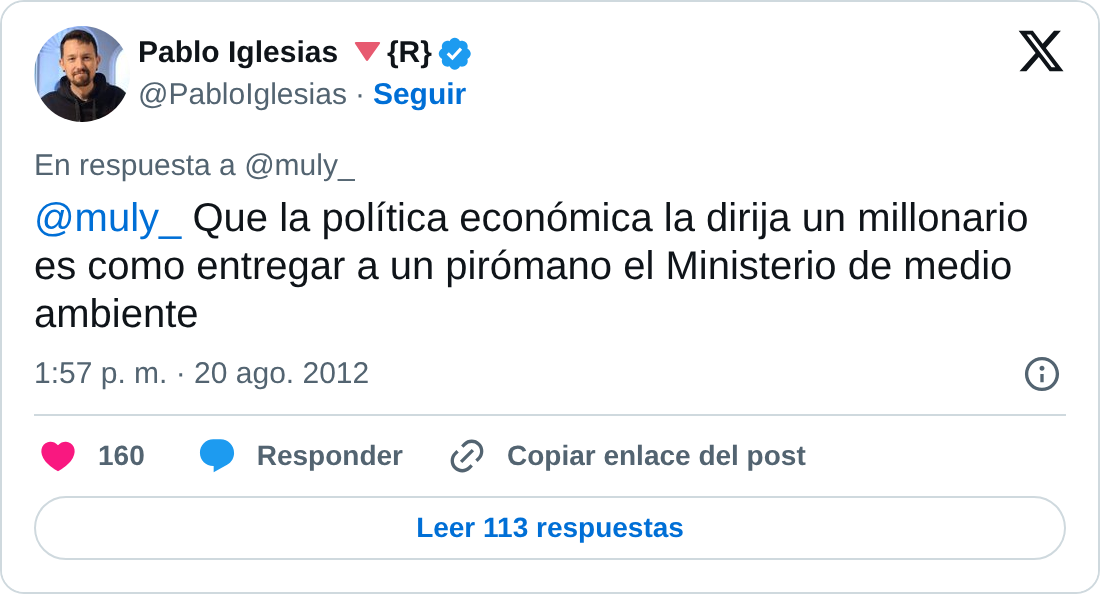 Pablo Iglesias 🔻{R}
@PabloIglesias · Seguir
En respuesta a @muly_
@muly_ Que la política económica la dirija un millonario
es como entregar a un pirómano el Ministerio de medio
ambiente
1:57 p. m. · 20 ago. 2012
160 Responder Copiar enlace del post
Leer 113 respuestas